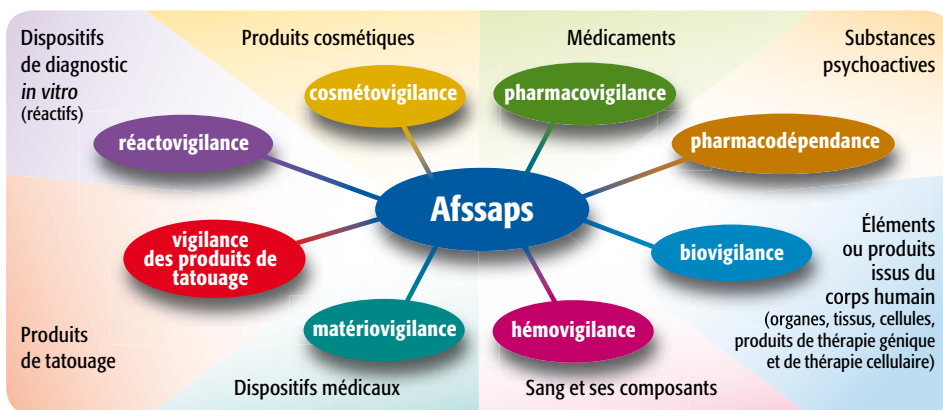 Dispositifs
de diagnostic
in vitro
(réactifs)
Produits cosmétiques
Médicaments
Substances
psychoactives
cosmétovigilance
pharmacovigilance
réactovigilance
pharmacodépendance
Afssaps
vigilance
des produits de
tatouage
biovigilance
Éléments
ou produits
issus du
corps humain
(organes, tissus, cellules,
produits de thérapie génique
et de thérapie cellulaire)
matériovigilance
hémovigilance
Produits
de tatouage
Dispositifs médicaux
Sang et ses composants